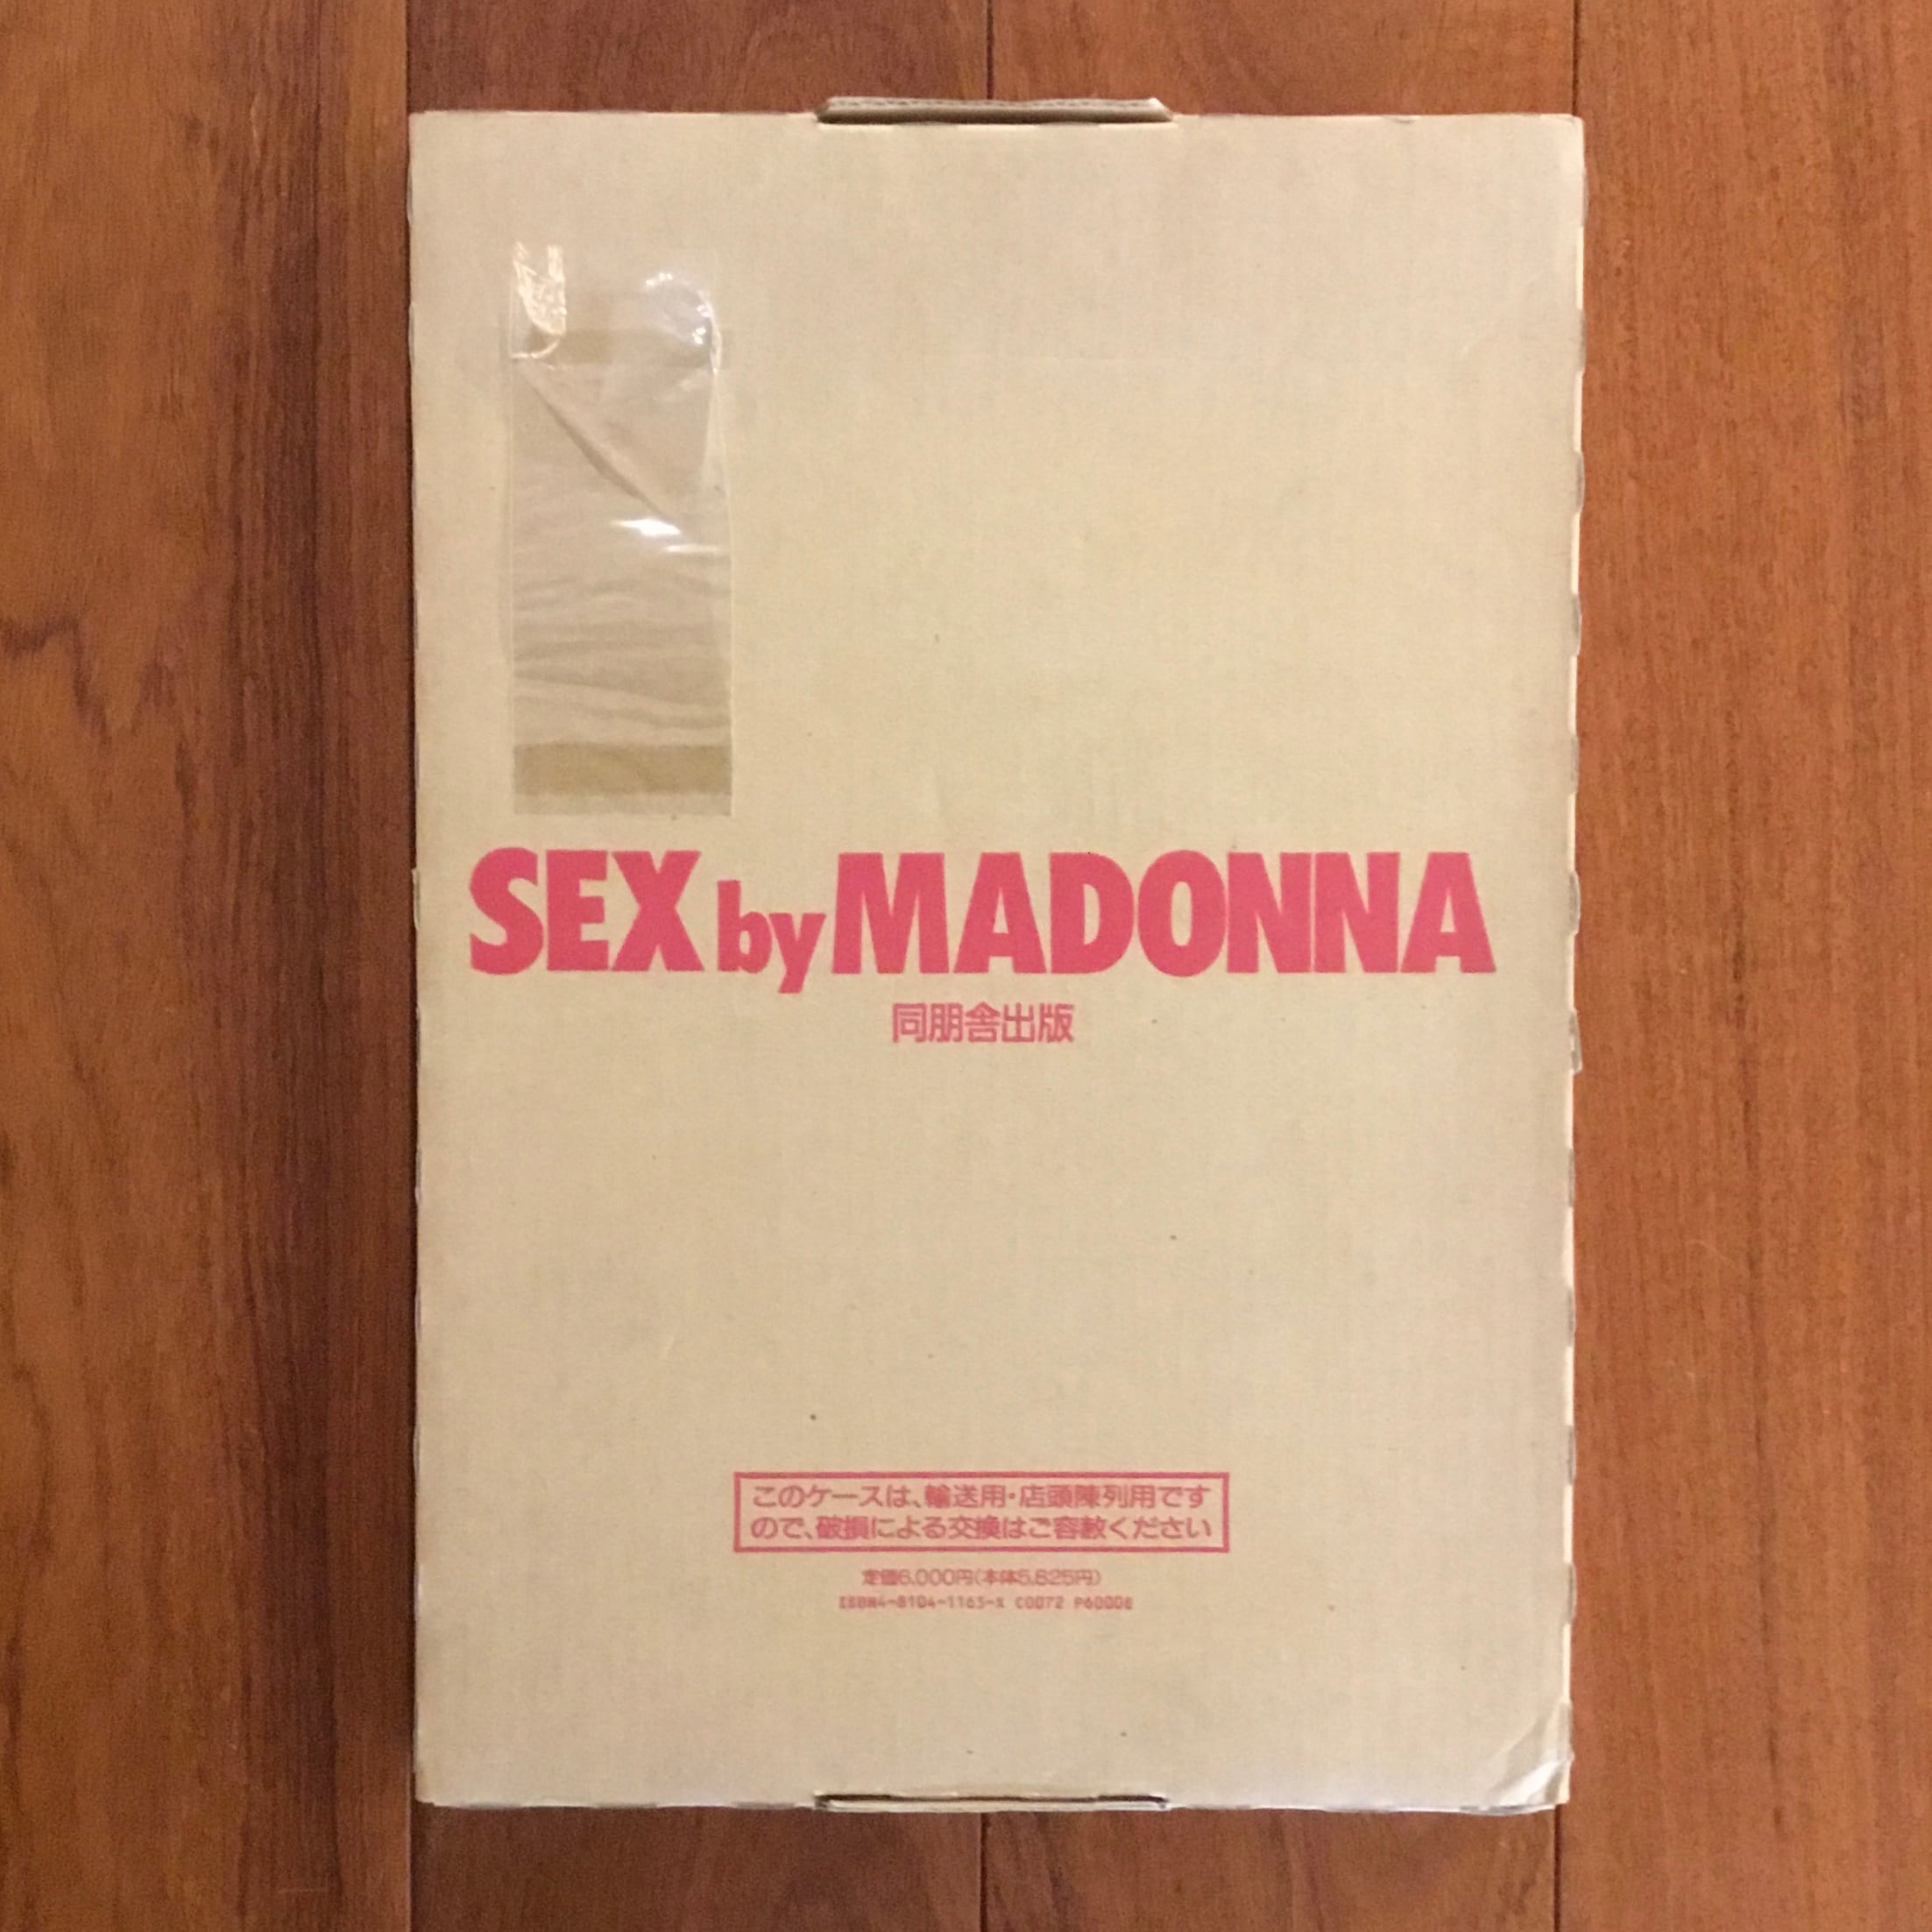 SEX by MADONNA
同朋舎出版
このケースは、輸送用・店頭陳列用です
ので、破損による交換はご容赦ください
定価6,000円(本体5,825円)
ISBN4-8104-1163-X C0072 P6000E